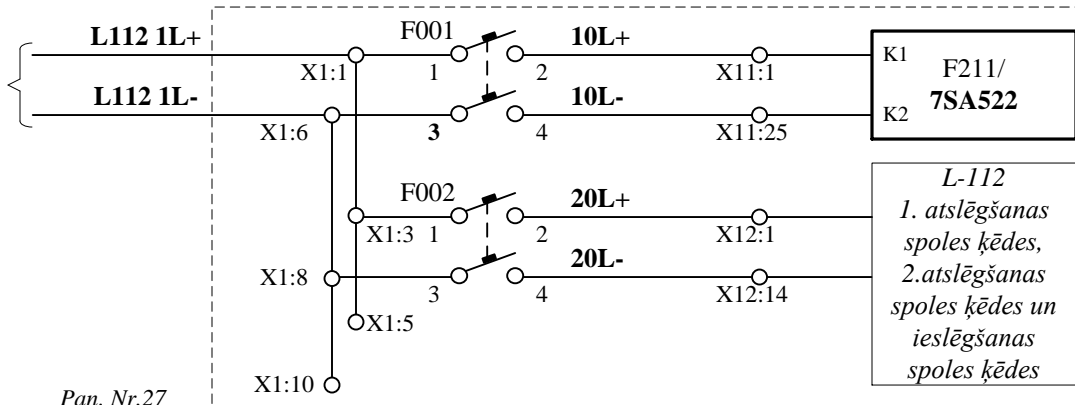 L112 1L+
F001
10L+
X1:1
1
2
X11:1
K1
F211/
7SA522
L112 1L-
10L-
K2
X1:6
3
4
X11:25
F002
20L+
X1:3
1
2
X12:1
20L-
X1:8
3
4
X12:14
L-112
1. atslēgšanas
spoles ķēdes,
2.atslēgšanas
spoles ķēdes un
ieslēgšanas
spoles ķēdes
X1:5
X1:10
Pan. Nr.27